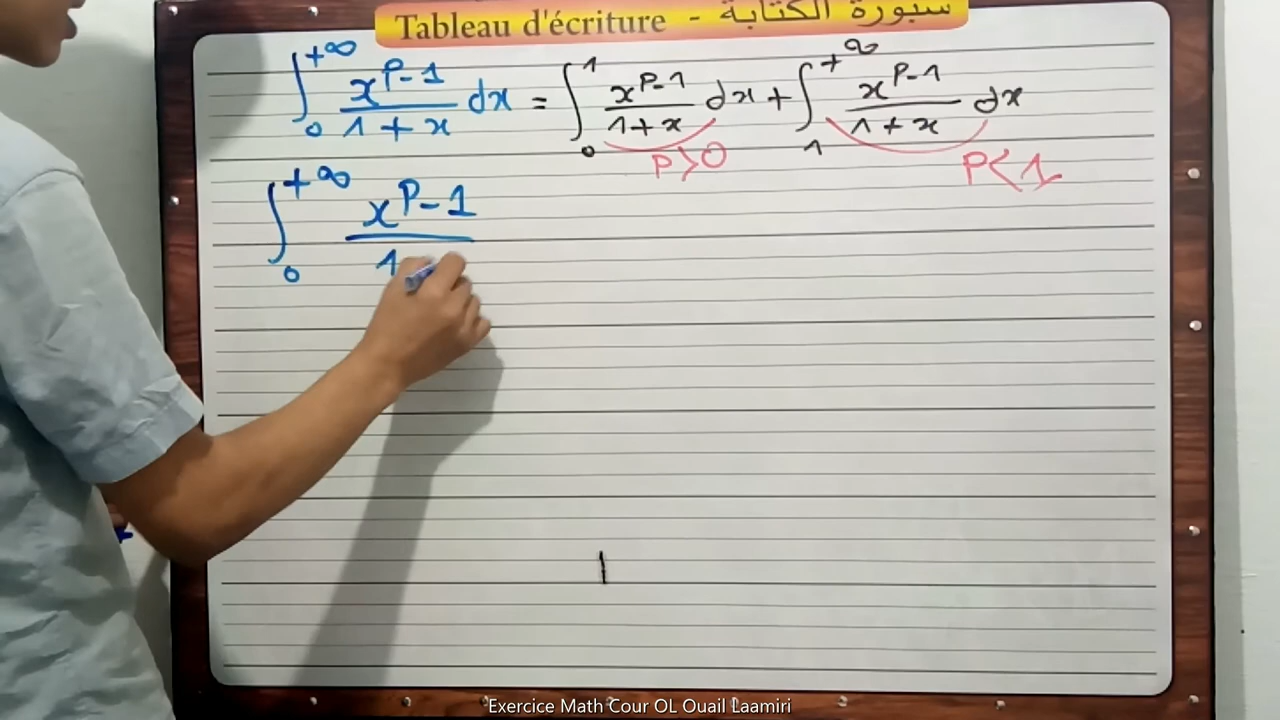 Tableau d'écriture - سبورة الكتابة
∫₀^{+∞} x^{P-1}/(1+x) dx = ∫₀^1 x^{P-1}/(1+x) dx + ∫₁^{+∞} x^{P-1}/(1+x) dx
P>0 P<1
∫₀^{+∞} x^{P-1}/1
Exercice Math Cour OL Ouail Laamiri